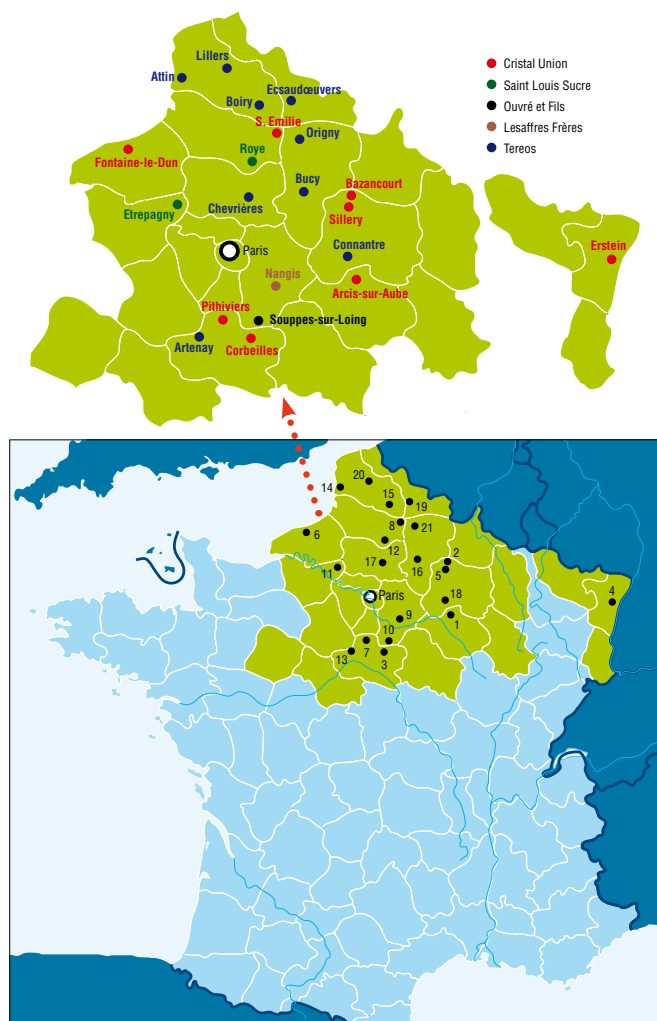 Lillers
Attin
Ecsaudœuvers
Boiry
S. Emilie
Origny
Fontaine-le-Dun
Roye
Bucy
Bazancourt
Etrepagny
Chevrières
Sillery
Paris
Connantre
Erstein
Nangis
Arcis-sur-Aube
Pithiviers
Souppes-sur-Loing
Artenay
Corbeilles
Cristal Union
Saint Louis Sucre
Ouvré et Fils
Lesaffres Frères
Tereos
20
14
15
19
8
21
6
12
17
16
2
11
5
Paris
4
18
9
1
10
7
13
3